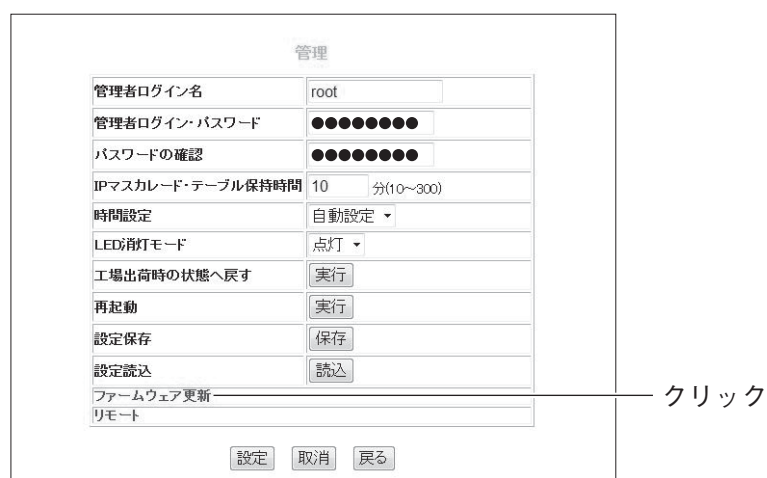 管理
管理者ログイン名 root
管理者ログイン・パスワード ●●●●●●●●
パスワードの確認 ●●●●●●●●
IPマスカレード・テーブル保持時間 10 分(10～300)
時間設定 自動設定
LED消灯モード 点灯
工場出荷時の状態へ戻す 実行
再起動 実行
設定保存 保存
設定読込 読込
ファームウェア更新 クリック
リモート
設定 取消 戻る